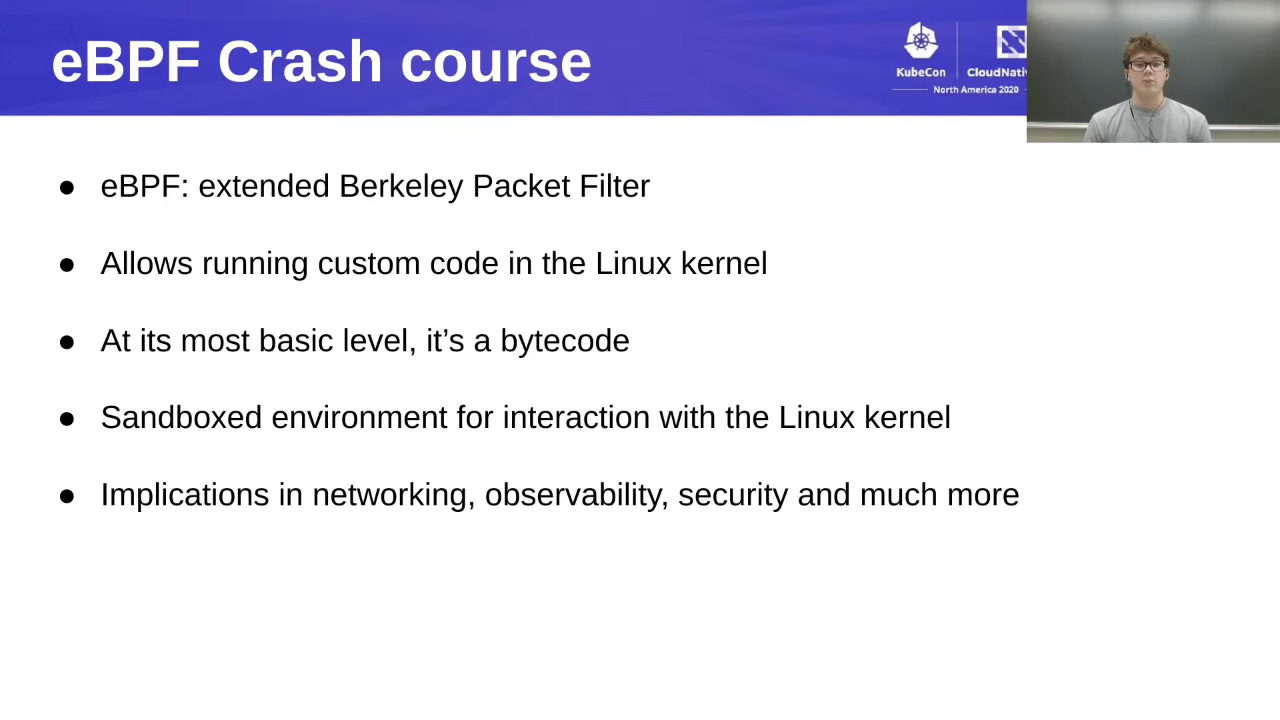 eBPF Crash course
KubeCon
North America 2020
● eBPF: extended Berkeley Packet Filter
● Allows running custom code in the Linux kernel
● At its most basic level, it’s a bytecode
● Sandboxed environment for interaction with the Linux kernel
● Implications in networking, observability, security and much more